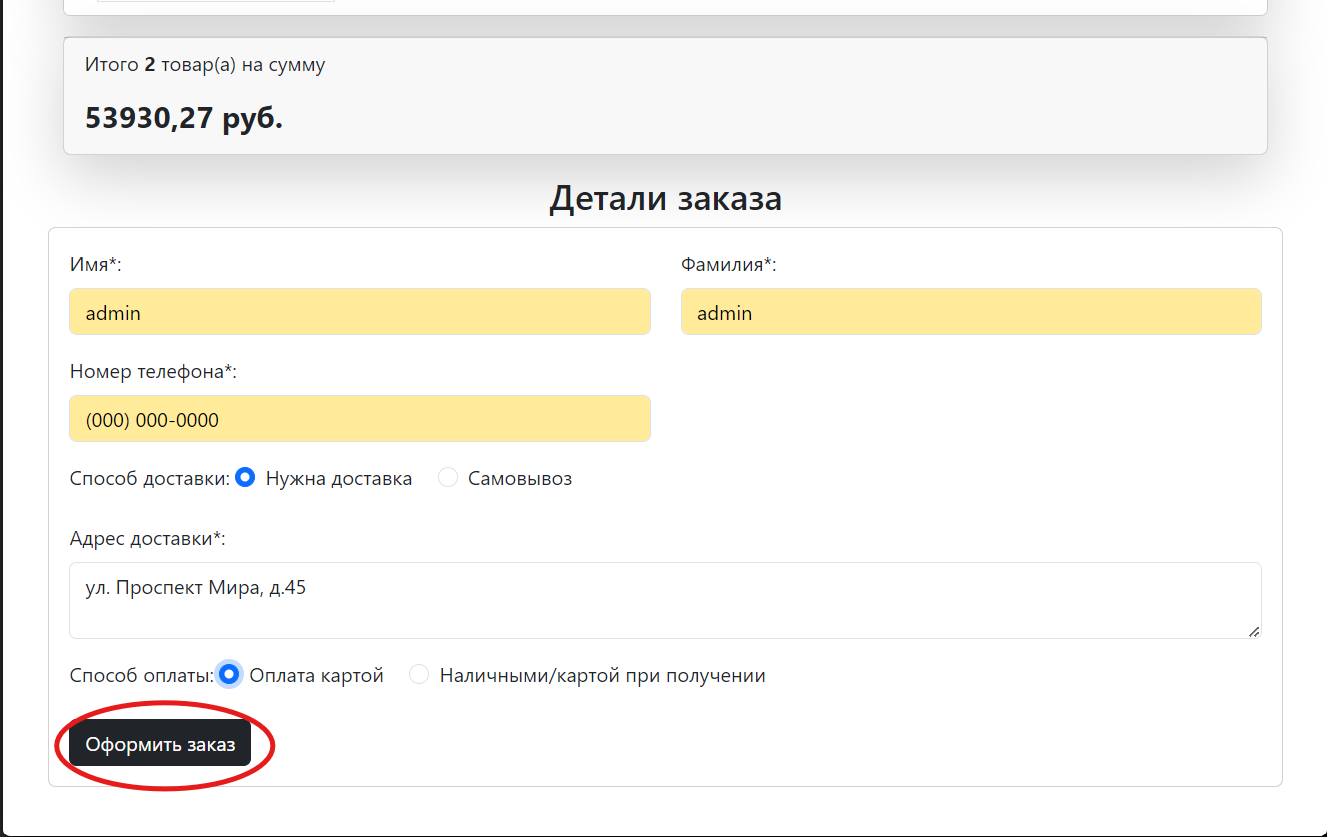 Итого 2 товар(а) на сумму
53930,27 руб.
Детали заказа
Имя*:
Фамилия*:
admin
admin
Номер телефона*:
(000) 000-0000
Способ доставки: Нужна доставка Самовывоз
Адрес доставки*:
ул. Проспект Мира, д.45
Способ оплаты: Оплата картой Наличными/картой при получении
Оформить заказ